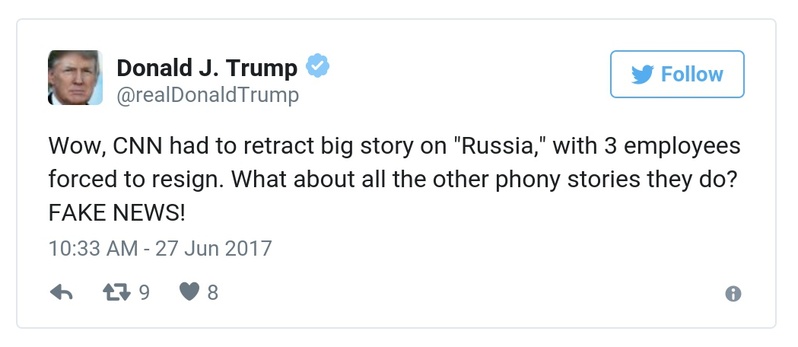 Donald J. Trump
@realDonaldTrump
Follow
Wow, CNN had to retract big story on "Russia," with 3 employees
forced to resign. What about all the other phony stories they do?
FAKE NEWS!
10:33 AM - 27 Jun 2017
9 8